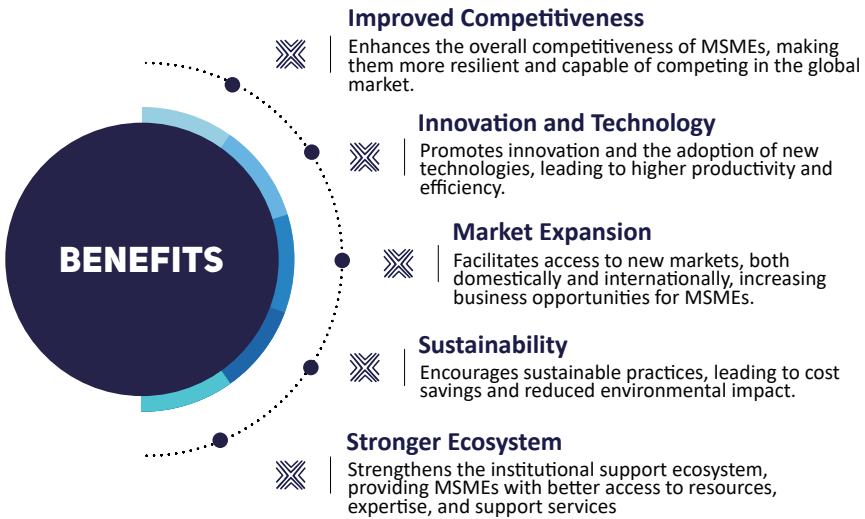 Improved Competitiveness
Enhances the overall competitiveness of MSMEs, making
them more resilient and capable of competing in the global
market.
Innovation and Technology
Promotes innovation and the adoption of new
technologies, leading to higher productivity and
efficiency.
BENEFITS
Market Expansion
Facilitates access to new markets, both
domestically and internationally, increasing
business opportunities for MSMEs.
Sustainability
Encourages sustainable practices, leading to cost
savings and reduced environmental impact.
Stronger Ecosystem
Strengthens the institutional support ecosystem,
providing MSMEs with better access to resources,
expertise, and support services